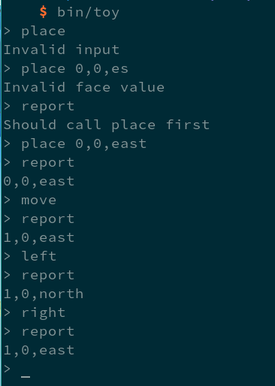 $ bin/toy
> place
Invalid input
> place 0,0,es
Invalid face value
> report
Should call place first
> place 0,0,east
> report
0,0,east
> move
> report
1,0,east
> left
> report
1,0,north
> right
> report
1,0,east
> _